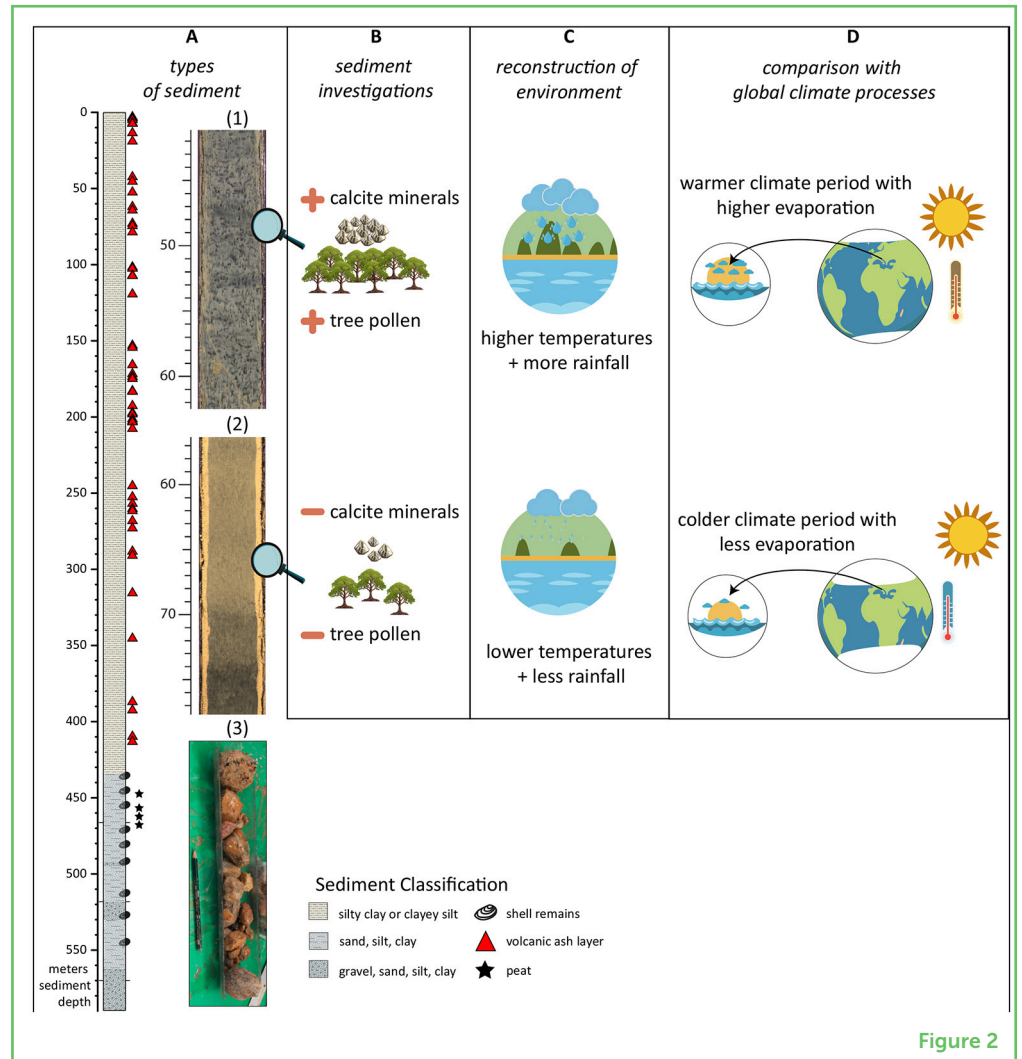 A
types
of sediment
B
sediment
investigations
C
reconstruction of
environment
D
comparison with
global climate processes
0
50
100
150
200
250
300
350
400
450
500
550
meters
sediment
depth
(1)
50
60
(2)
60
70
(3)
calcite minerals
tree pollen
higher temperatures
+ more rainfall
warmer climate period with
higher evaporation
calcite minerals
tree pollen
lower temperatures
+ less rainfall
colder climate period with
less evaporation
Sediment Classification
silty clay or clayey silt
shell remains
sand, silt, clay
volcanic ash layer
gravel, sand, silt, clay
peat
Figure 2